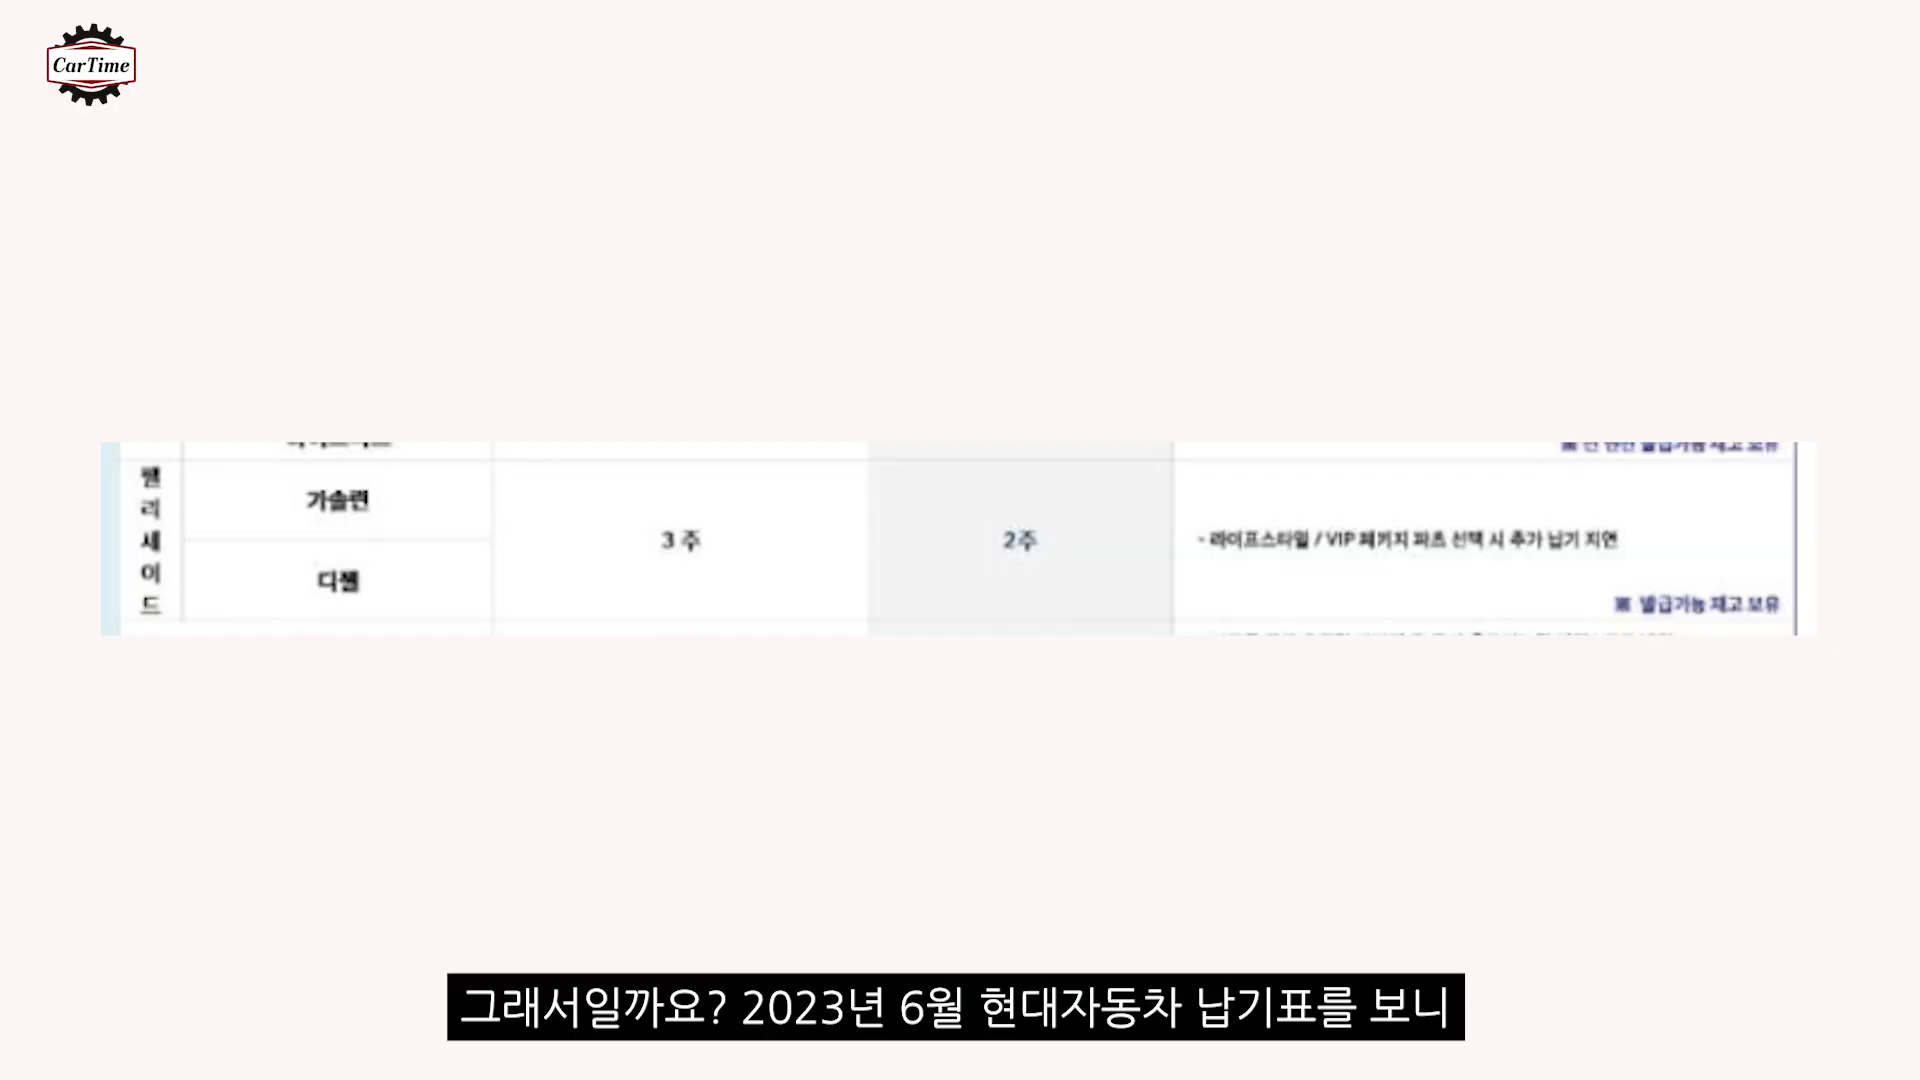 CarTime
팰리세이드
가솔린
디젤
3 주
2주
- 라이프스타일 / VIP 패키지 파츠 선택 시 추가 납기 지연
※ 발급가능 재고 보유
그래서일까요? 2023년 6월 현대자동차 납기표를 보니